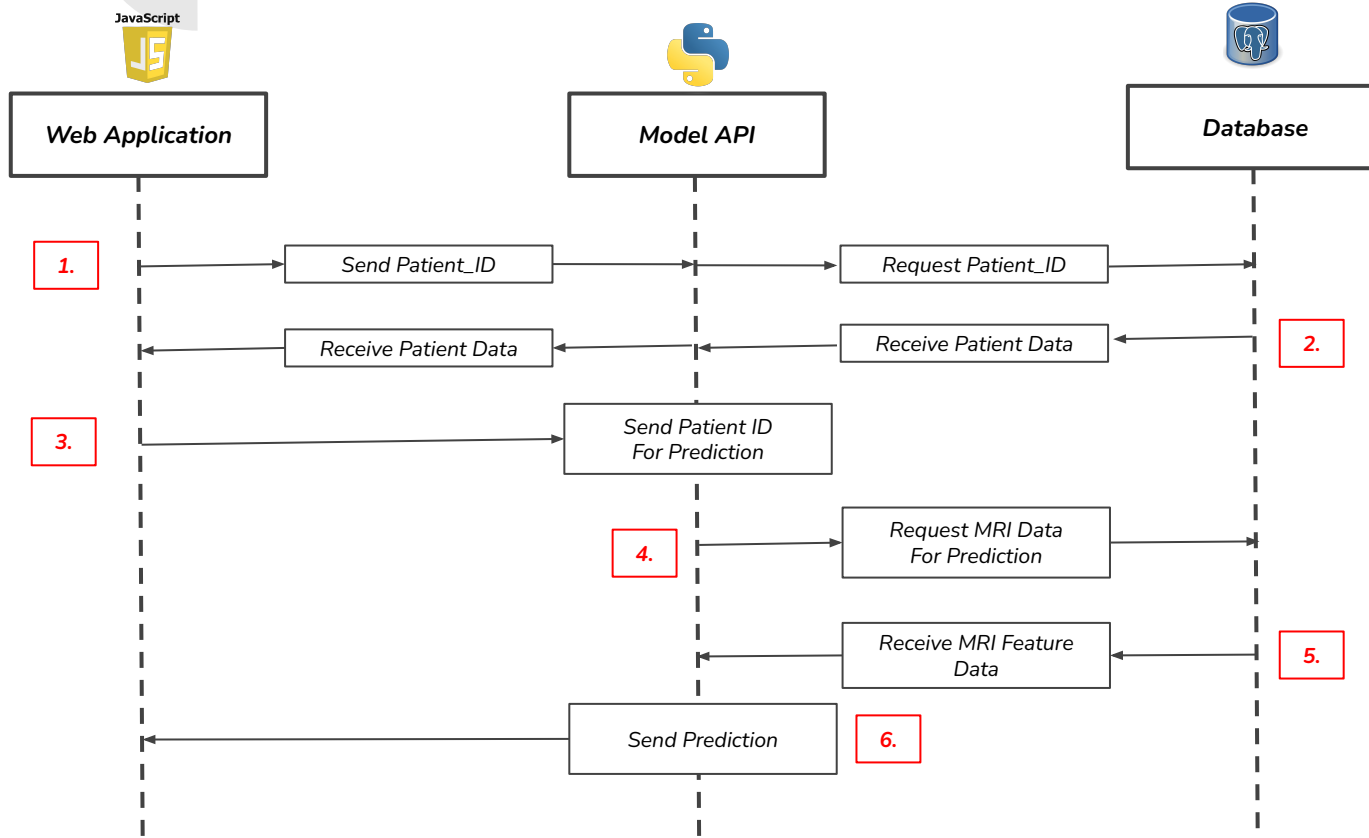 JavaScript
JS
Web Application
Model API
Database
1.
Send Patient_ID
Request Patient_ID
Receive Patient Data
Receive Patient Data
2.
3.
Send Patient ID
For Prediction
4.
Request MRI Data
For Prediction
Receive MRI Feature
Data
5.
Send Prediction
6.